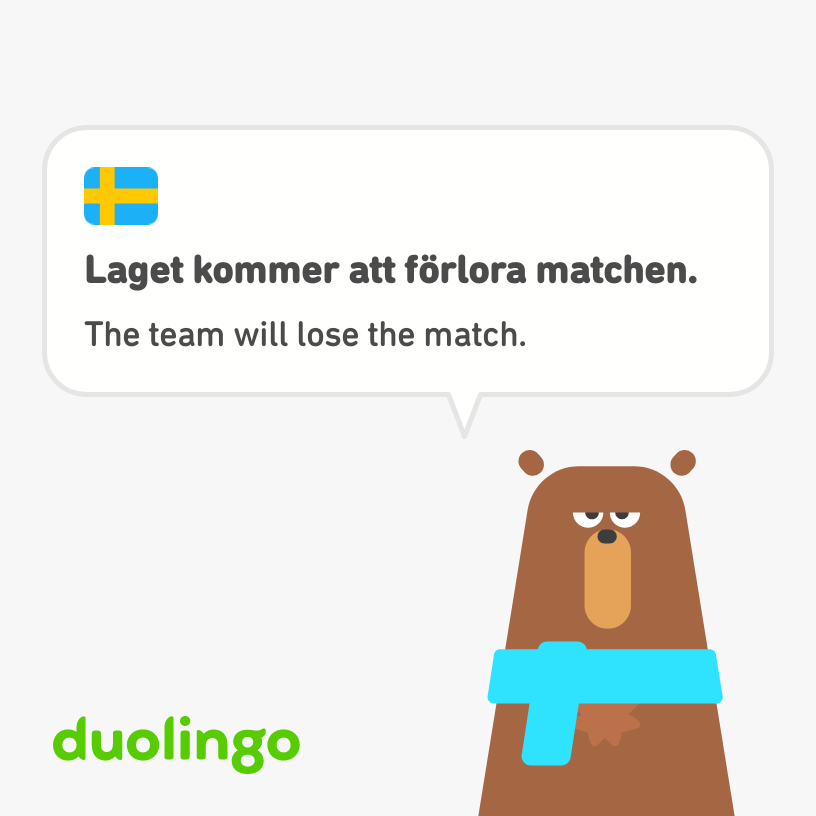 Laget kommer att förlora matchen.
The team will lose the match.
duolingo